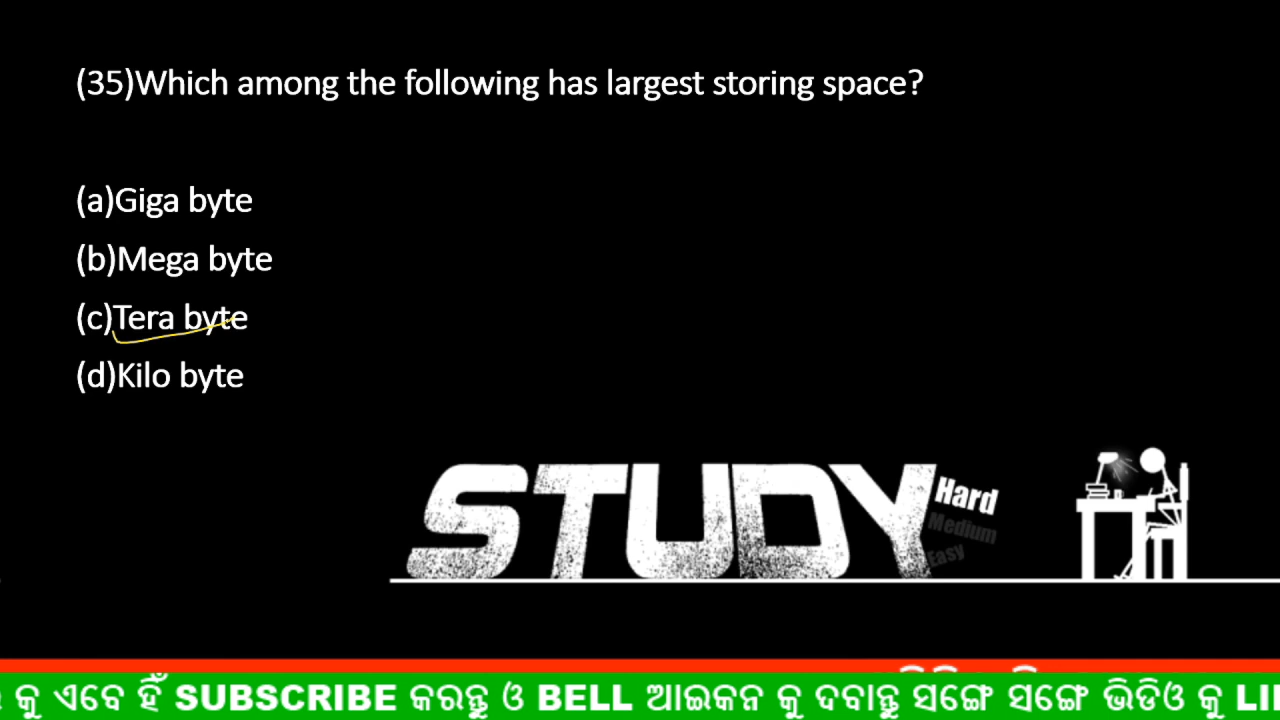 (35)Which among the following has largest storing space?
(a)Giga byte
(b)Mega byte
(c)Tera byte
(d)Kilo byte
STUDY Hard
Medium
Easy
କୁ ଏବେ ହିଁ SUBSCRIBE କରନ୍ତୁ ଓ BELL ଆଇକନ କୁ ଦବାନ୍ତୁ ସଙ୍ଗେ ସଙ୍ଗେ ଭିଡିଓ କୁ